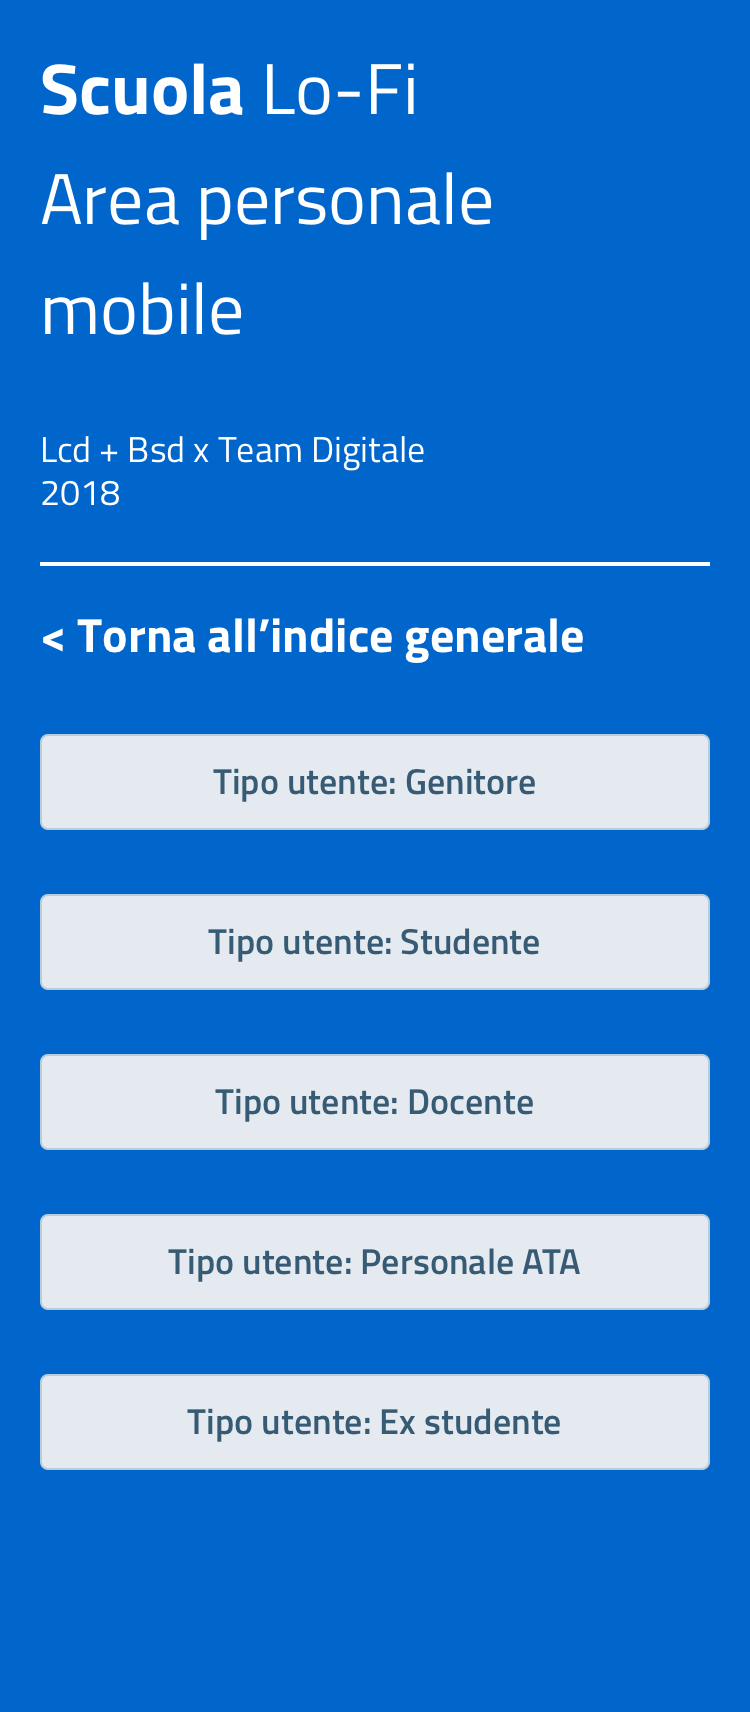 Scuola Lo-Fi
Area personale
mobile
Lcd + Bsd x Team Digitale
2018
< Torna all’indice generale
Tipo utente: Genitore
Tipo utente: Studente
Tipo utente: Docente
Tipo utente: Personale ATA
Tipo utente: Ex studente